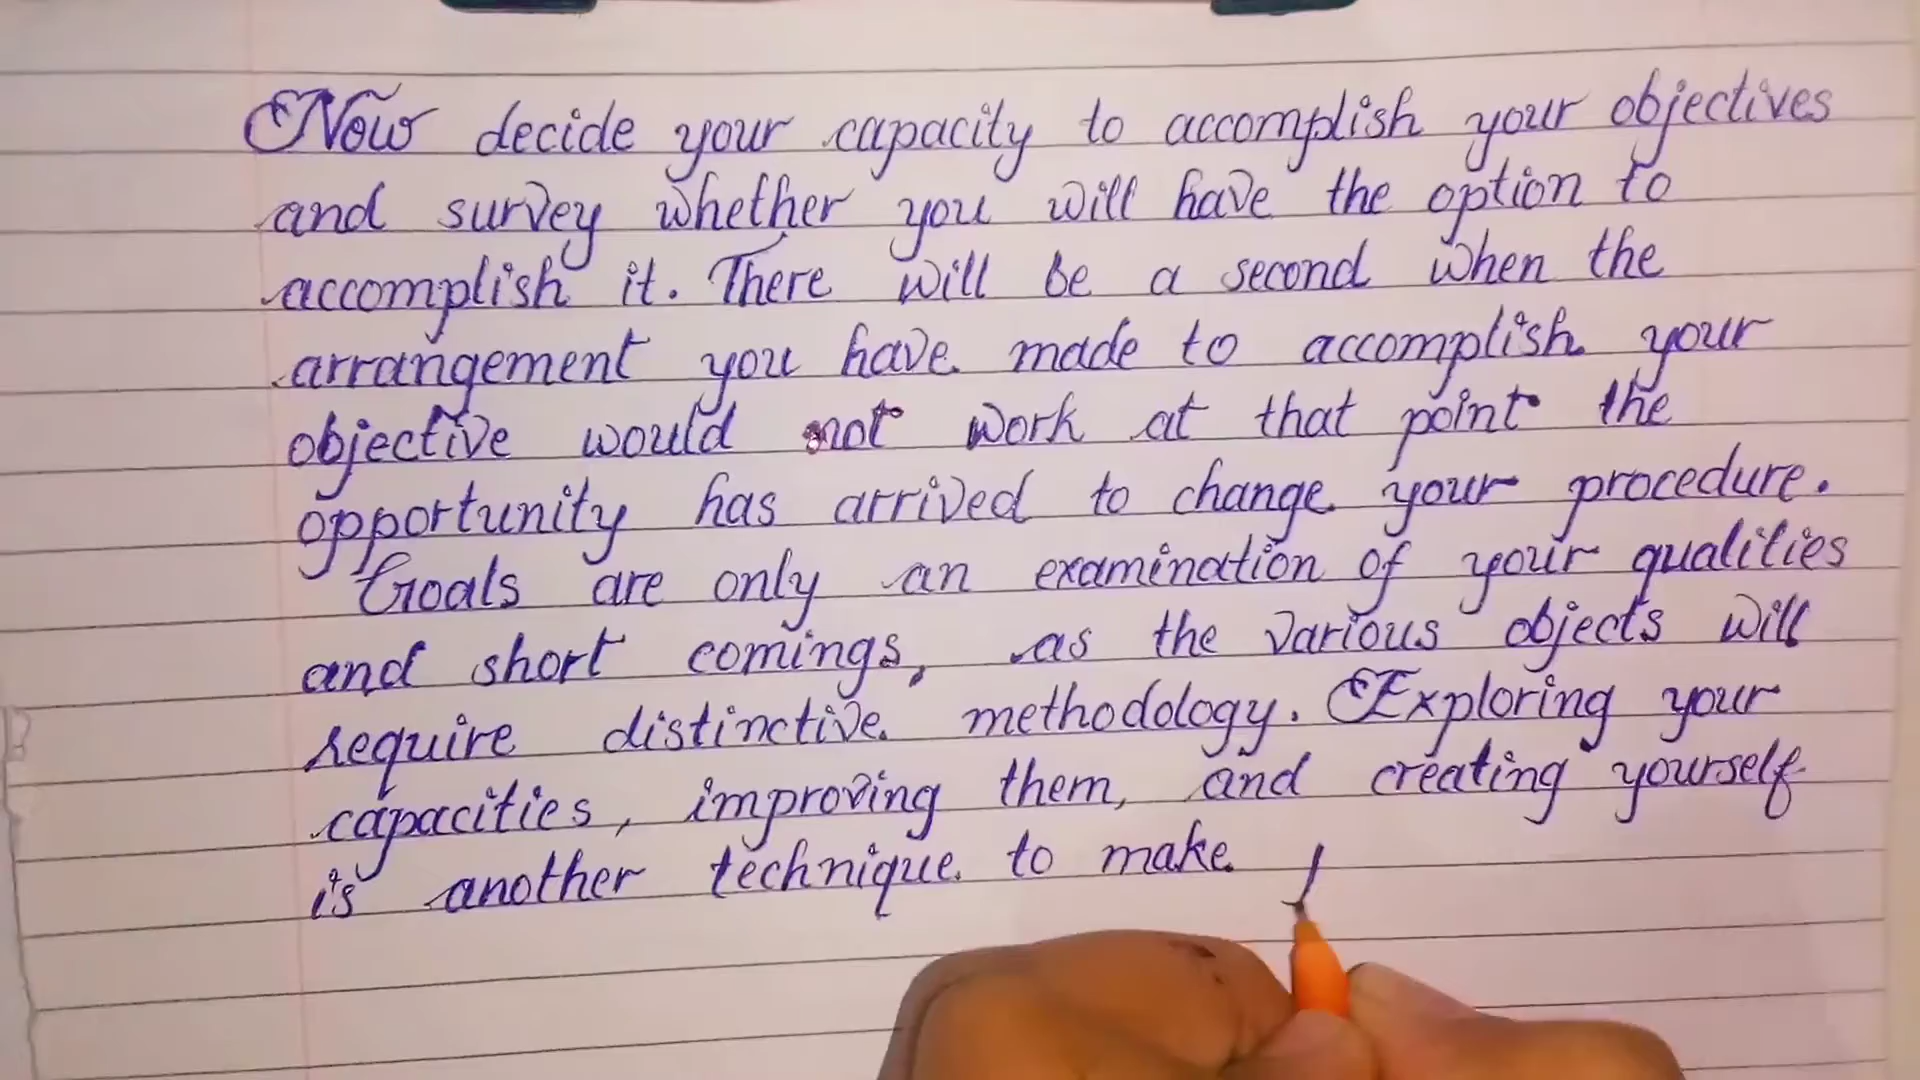 Now decide your capacity to accomplish your objectives
and survey whether you will have the option to
accomplish it. There will be a second when the
arrangement you have made to accomplish your
objective would not work at that point the
opportunity has arrived to change your procedure.
Goals are only an examination of your qualities
and short comings, as the various objects will
require distinctive methodology. Exploring your
capacities, improving them, and creating yourself
is another technique to make